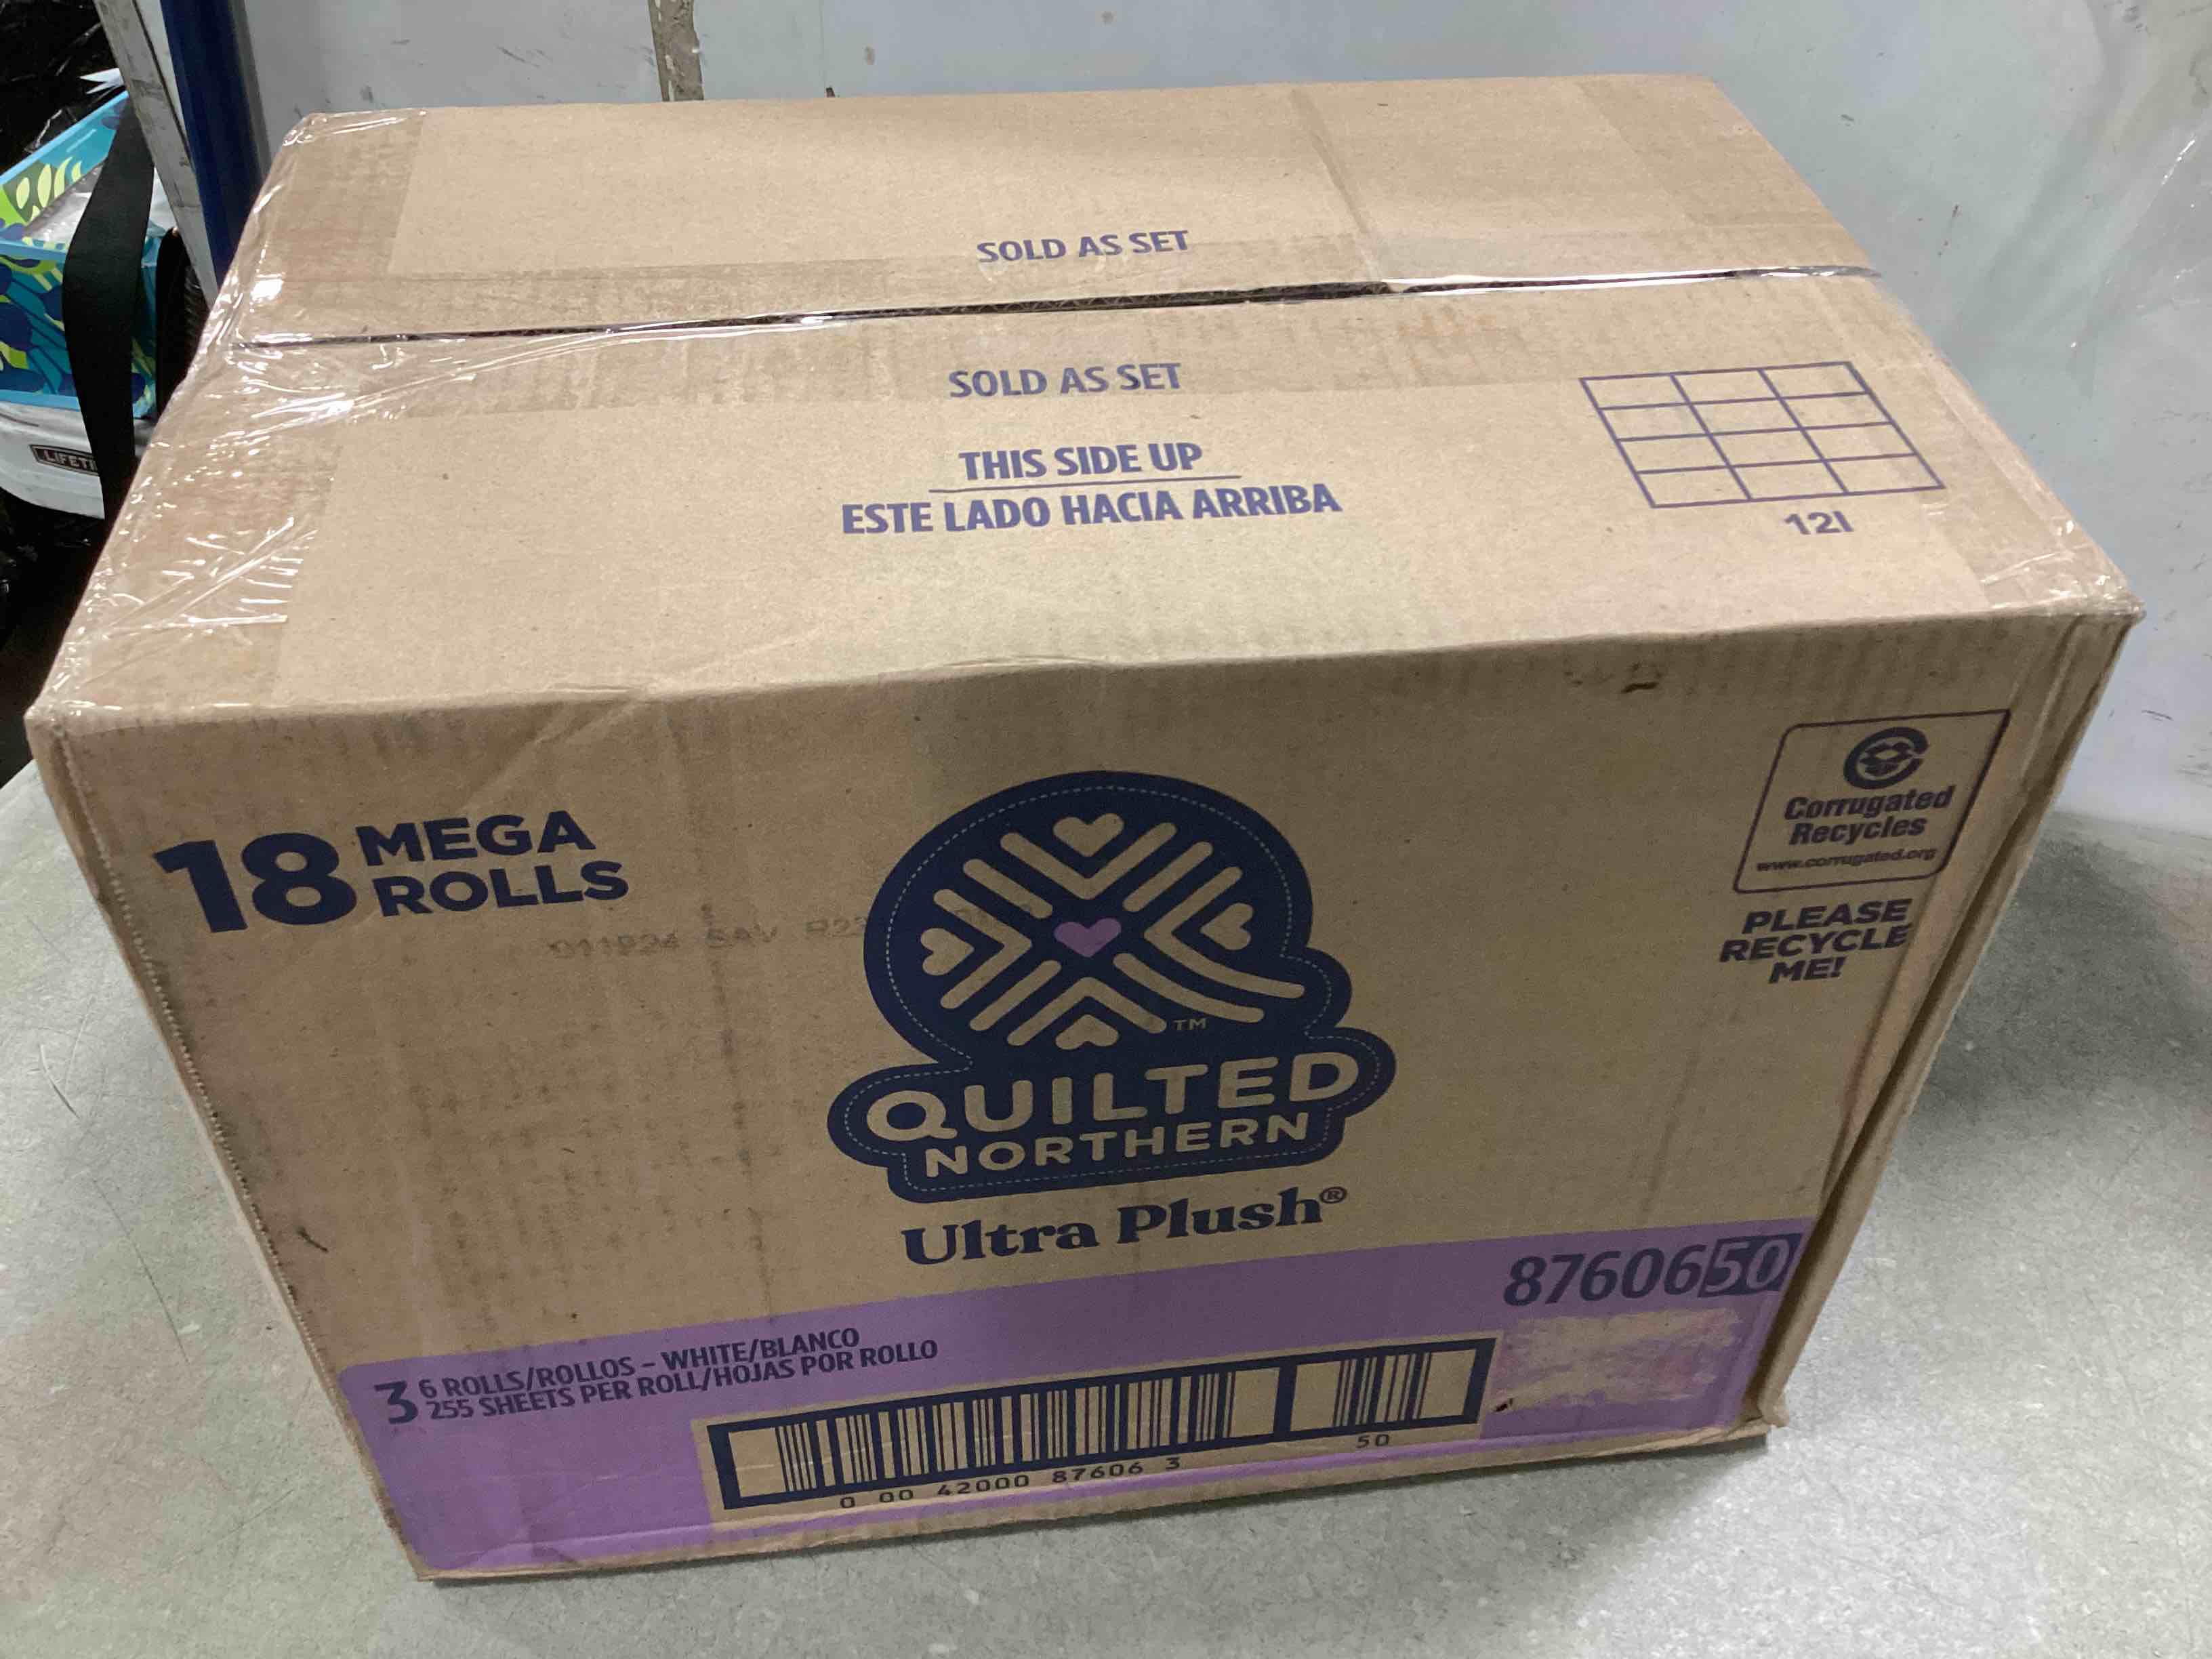 SOLD AS SET
SOLD AS SET
THIS SIDE UP
ESTE LADO HACIA ARRIBA
12I
LIFETI
18 MEGA
ROLLS
Corrugated
Recycles
www.corrugated.org
PLEASE
RECYCLE
ME!
TM
QUILTED
NORTHERN
Ultra Plush®
8760650
3 6 ROLLS/ROLLOS – WHITE/BLANCO
255 SHEETS PER ROLL/HOJAS POR ROLLO
0 00 42000 87606 3
50